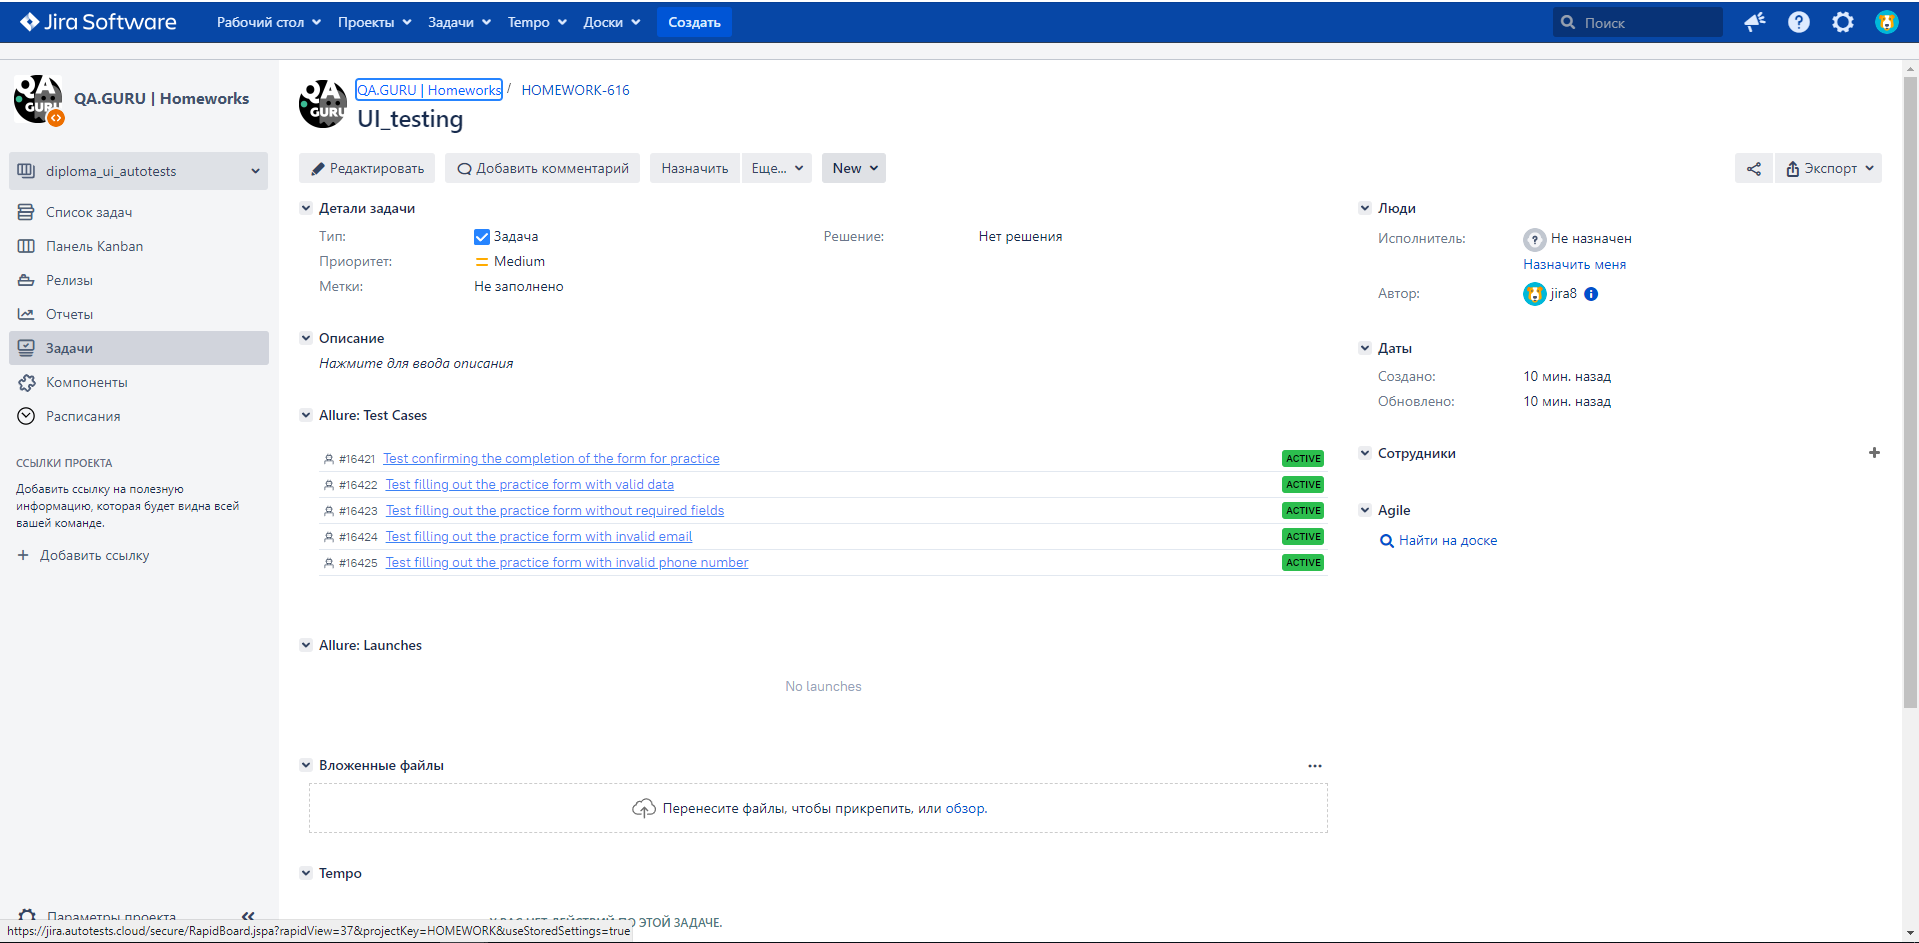 Jira Software Рабочий стол Проекты Задачи Tempo Доски Создать Поиск
QA.GURU | Homeworks
diploma_ui_autotests
Список задач
Панель Kanban
Релизы
Отчеты
Задачи
Компоненты
Расписания
ССЫЛКИ ПРОЕКТА
Добавить ссылку на полезную
информацию, которая будет видна всей
вашей команде.
+ Добавить ссылку
Параметры проекта
QA GURU
QA.GURU | Homeworks / HOMEWORK-616
UI_testing
Редактировать Добавить комментарий Назначить Еще... New Экспорт
Детали задачи
Тип: Задача Решение: Нет решения
Приоритет: Medium
Метки: Не заполнено
Описание
Нажмите для ввода описания
Allure: Test Cases
#16421 Test confirming the completion of the form for practice ACTIVE
#16422 Test filling out the practice form with valid data ACTIVE
#16423 Test filling out the practice form without required fields ACTIVE
#16424 Test filling out the practice form with invalid email ACTIVE
#16425 Test filling out the practice form with invalid phone number ACTIVE
Allure: Launches
No launches
Вложенные файлы
Перенесите файлы, чтобы прикрепить, или обзор.
Tempo
ПО ЭТОЙ ЗАДАЧЕ.
Люди
Исполнитель: Не назначен
Назначить меня
Автор: jira8
Даты
Создано: 10 мин. назад
Обновлено: 10 мин. назад
Сотрудники
Agile
Найти на доске
https://jira.autotests.cloud/secure/RapidBoard.jspa?rapidView=37&projectKey=HOMEWORK&useStoredSettings=true